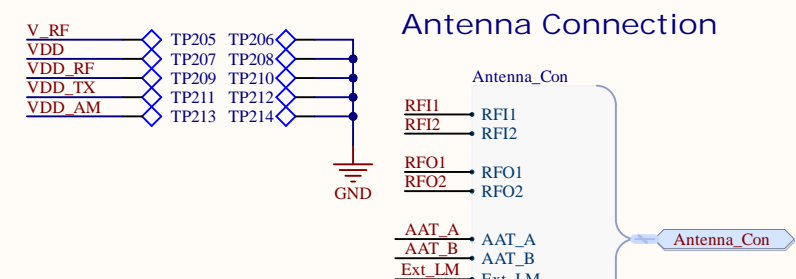 Antenna Connection
V_RF TP205 TP206
VDD TP207 TP208
VDD_RF TP209 TP210
VDD_TX TP211 TP212
VDD_AM TP213 TP214
GND
Antenna_Con
RFI1 RFI1
RFI2 RFI2
RFO1 RFO1
RFO2 RFO2
AAT_A AAT_A
AAT_B AAT_B
Ext_LM Ext_LM
Antenna_Con